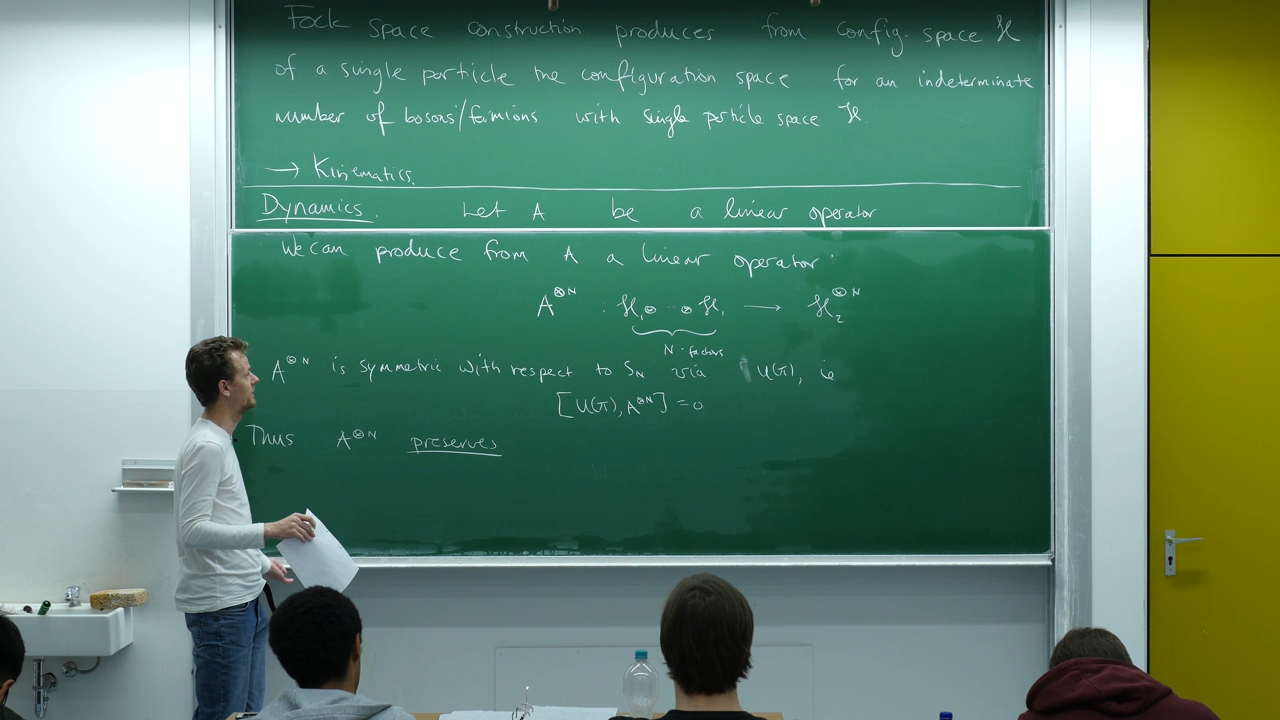 Fock space construction produces from config. space ℋ
of a single particle the configuration space for an indeterminate
number of bosons/fermions with single particle space ℋ.
→ Kinematics.
Dynamics. Let A be a linear operator
We can produce from A a linear operator:
A^{⊗N} : ℋ₁⊗ ··· ⊗ℋ₁ → ℋ₂^{⊗N}
N-factors
A^{⊗N} is symmetric with respect to S_N via U(π), ie
[U(π), A^{⊗N}] = 0
Thus A^{⊗N} preserves